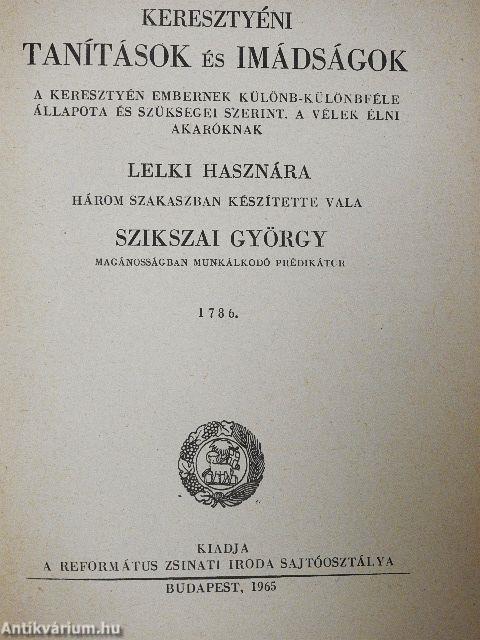 KERESZTYÉNI
TANÍTÁSOK ÉS IMÁDSÁGOK
A KERESZTYÉN EMBERNEK KÜLÖNB-KÜLÖNBFÉLE
ÁLLAPOTA ÉS SZÜKSÉGEI SZERINT. A VÉLEK ÉLNI
AKARÓKNAK
LELKI HASZNÁRA
HÁROM SZAKASZBAN KÉSZÍTETTE VALA
SZIKSZAI GYÖRGY
MAGÁNOSSÁGBAN MUNKÁLKODÓ PRÉDIKÁTOR
1786.
KIADJA
A REFORMÁTUS ZSINATI IRODA SAJTÓOSZTÁLYA
BUDAPEST, 1965
Antikvárium.hu